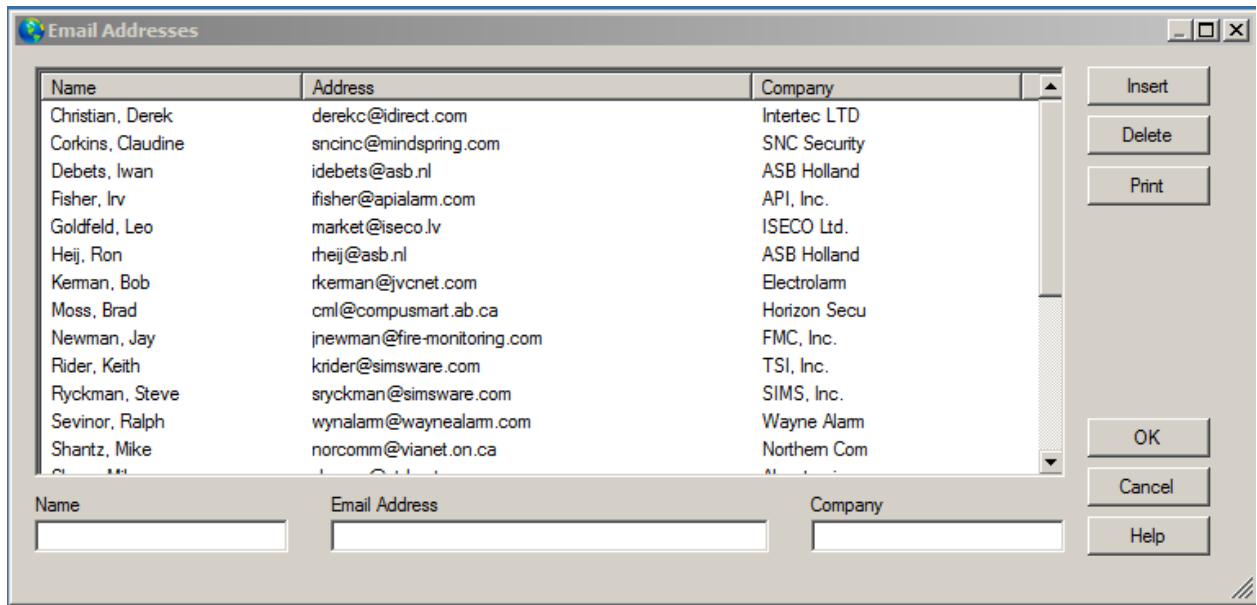 Email Addresses
Name Address Company
Christian, Derek derekc@idirect.com Intertec LTD
Corkins, Claudine sncinc@mindspring.com SNC Security
Debets, Iwan idebets@asb.nl ASB Holland
Fisher, Irv ifisher@apialarm.com API, Inc.
Goldfeld, Leo market@iseco.lv ISECO Ltd.
Heij, Ron rheij@asb.nl ASB Holland
Kerman, Bob rkerman@jvcnet.com Electrolarm
Moss, Brad cml@compusmart.ab.ca Horizon Secu
Newman, Jay jnewman@fire-monitoring.com FMC, Inc.
Rider, Keith krider@simsware.com TSI, Inc.
Ryckman, Steve sryckman@simsware.com SIMS, Inc.
Sevinor, Ralph wynalarm@waynealarm.com Wayne Alarm
Shantz, Mike norcomm@vianet.on.ca Northern Com
Name Email Address Company
Insert
Delete
Print
OK
Cancel
Help